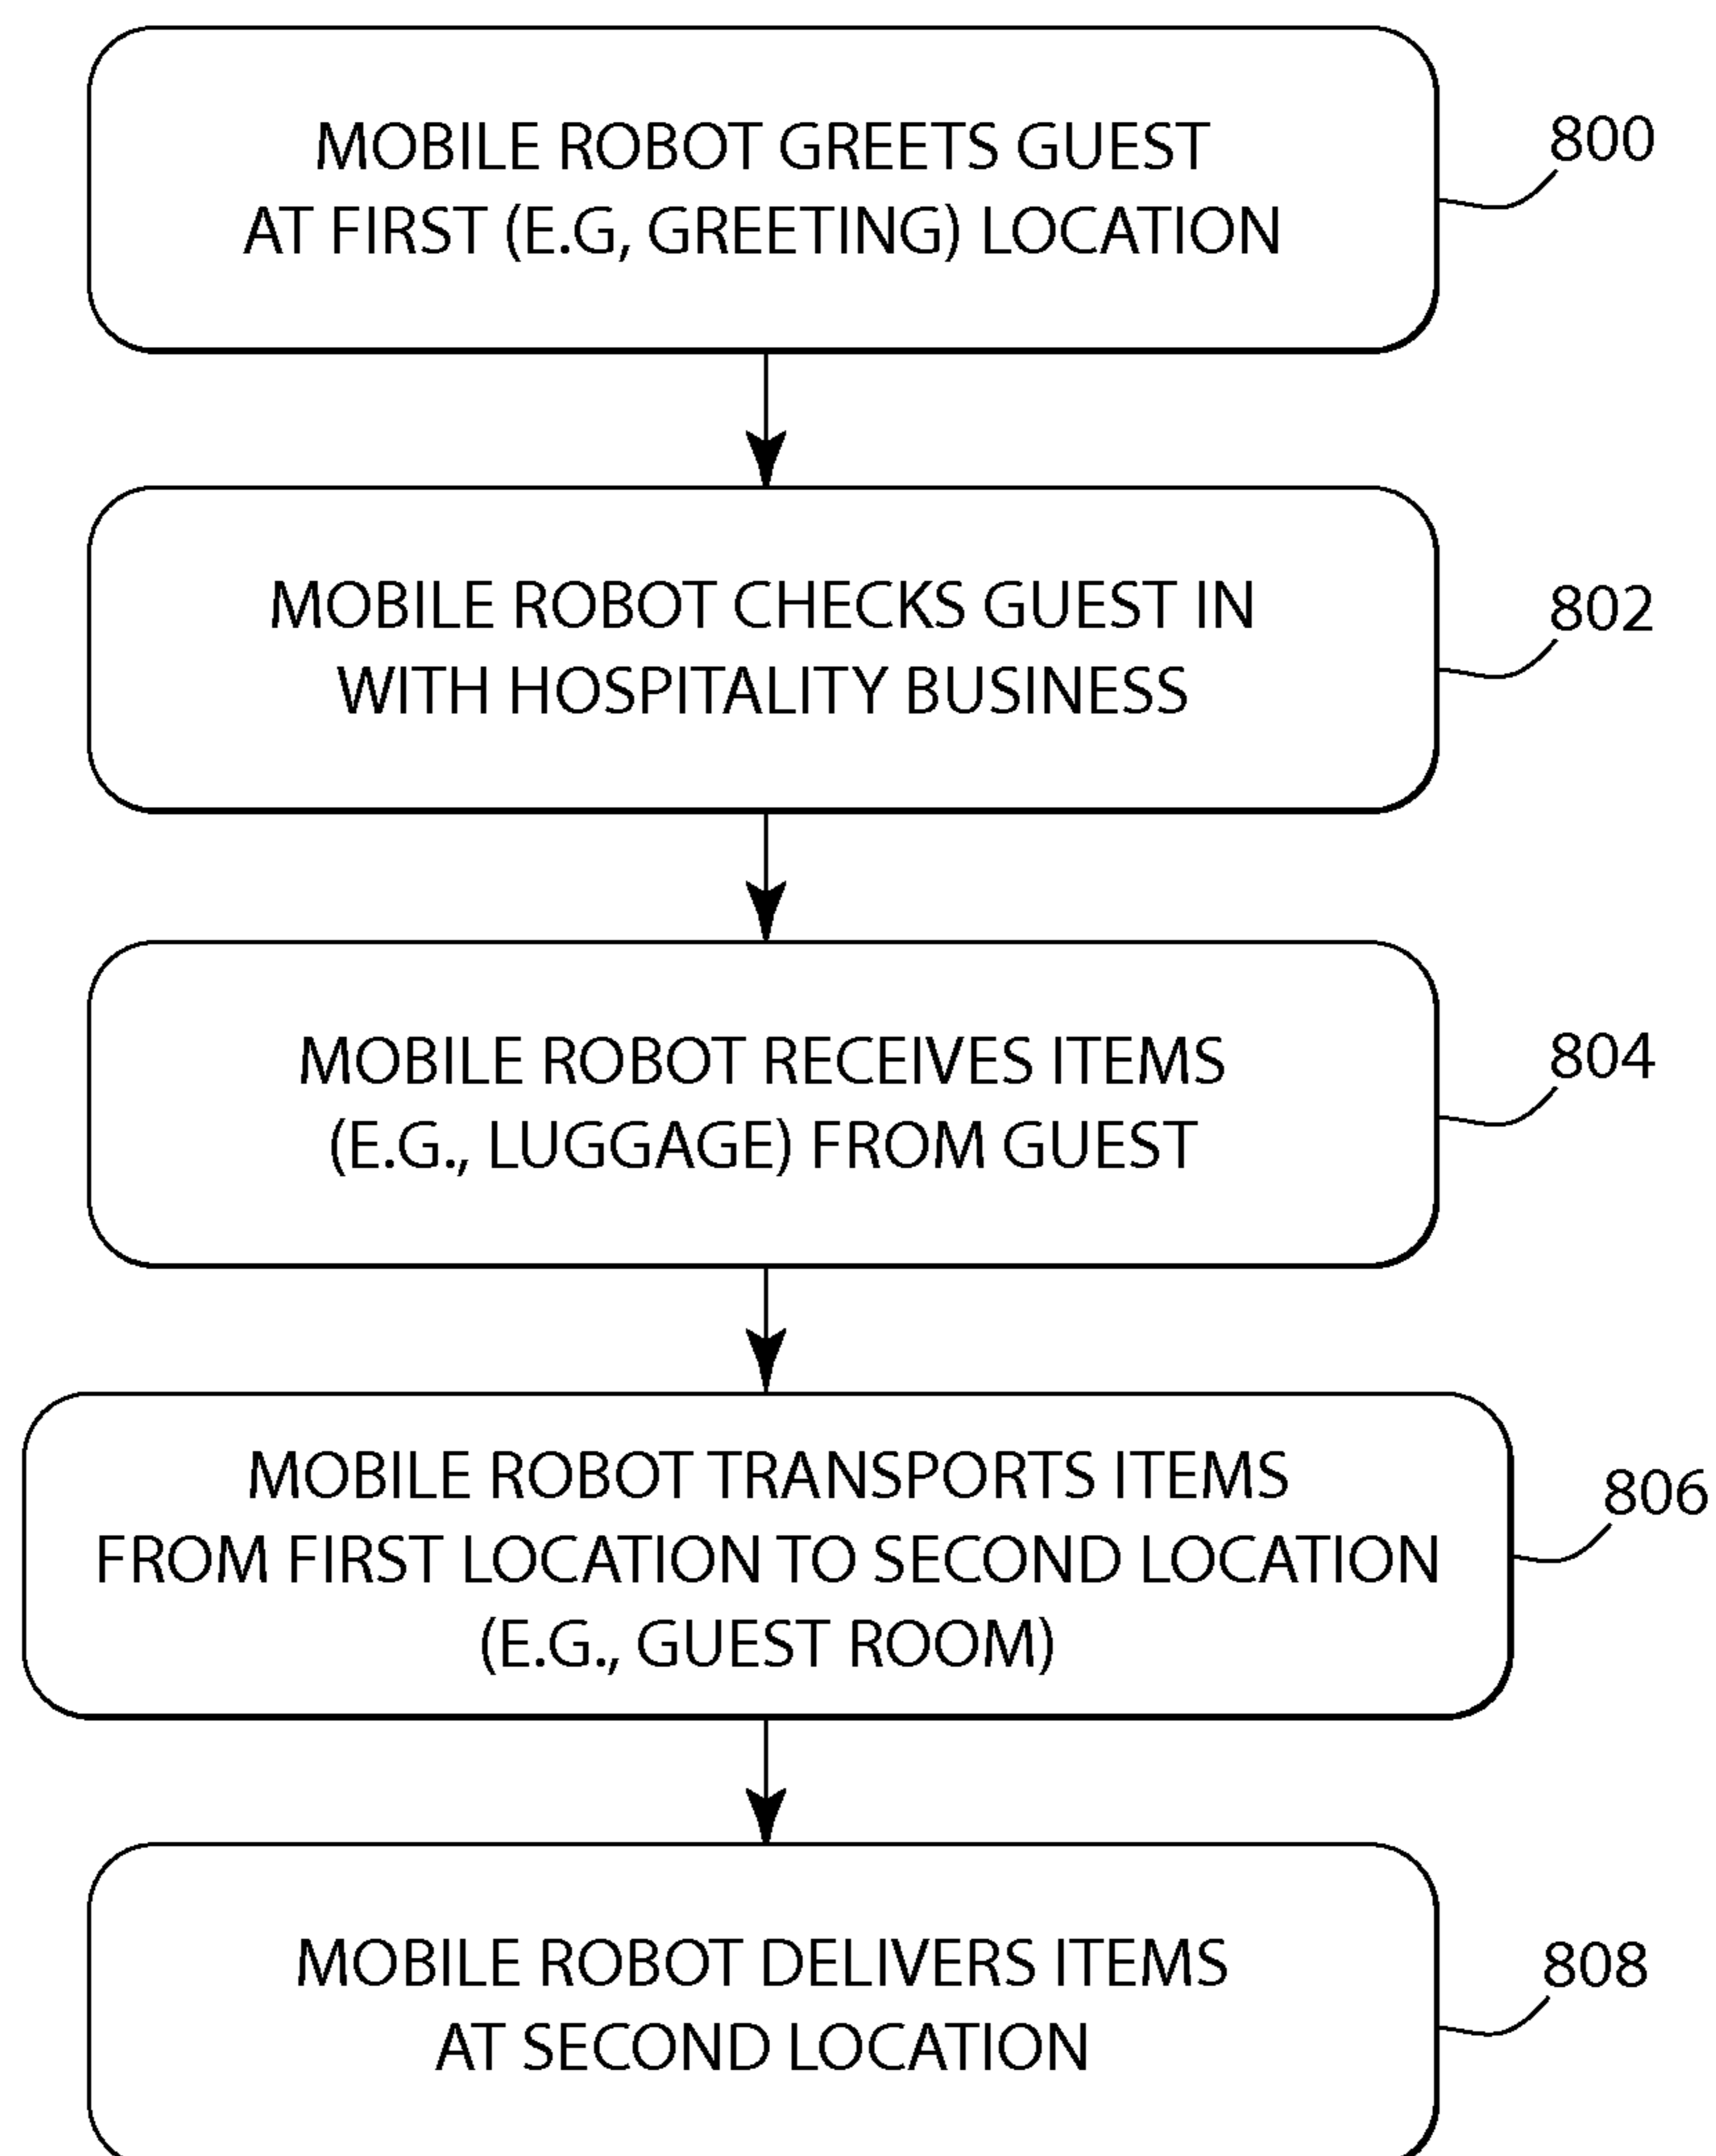 MOBILE ROBOT GREETS GUEST
AT FIRST (E.G, GREETING) LOCATION
800
MOBILE ROBOT CHECKS GUEST IN
WITH HOSPITALITY BUSINESS
802
MOBILE ROBOT RECEIVES ITEMS
(E.G., LUGGAGE) FROM GUEST
804
MOBILE ROBOT TRANSPORTS ITEMS
FROM FIRST LOCATION TO SECOND LOCATION
(E.G., GUEST ROOM)
806
MOBILE ROBOT DELIVERS ITEMS
AT SECOND LOCATION
808